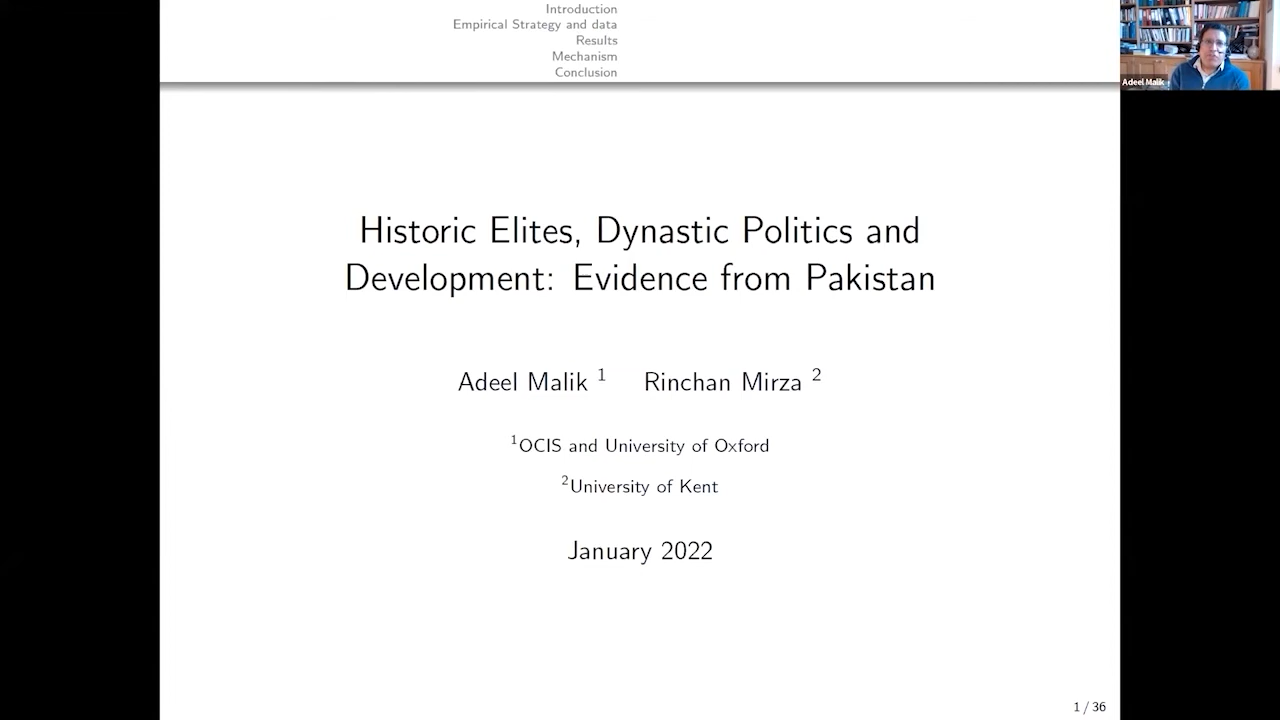 Introduction
Empirical Strategy and data
Results
Mechanism
Conclusion
Adeel Malik
Historic Elites, Dynastic Politics and
Development: Evidence from Pakistan
Adeel Malik 1 Rinchan Mirza 2
1OCIS and University of Oxford
2University of Kent
January 2022
1 / 36